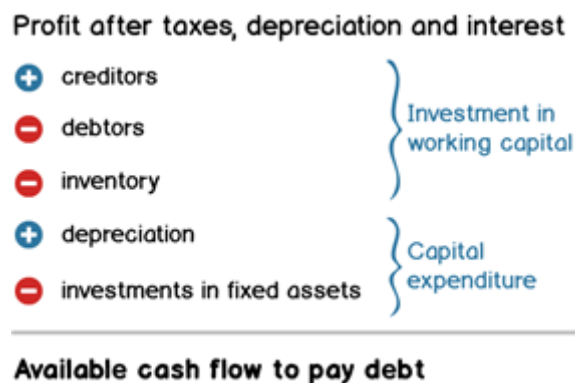 Profit after taxes, depreciation and interest
+ creditors
- debtors
Investment in
working capital
- inventory
+ depreciation
Capital
expenditure
- investments in fixed assets
Available cash flow to pay debt